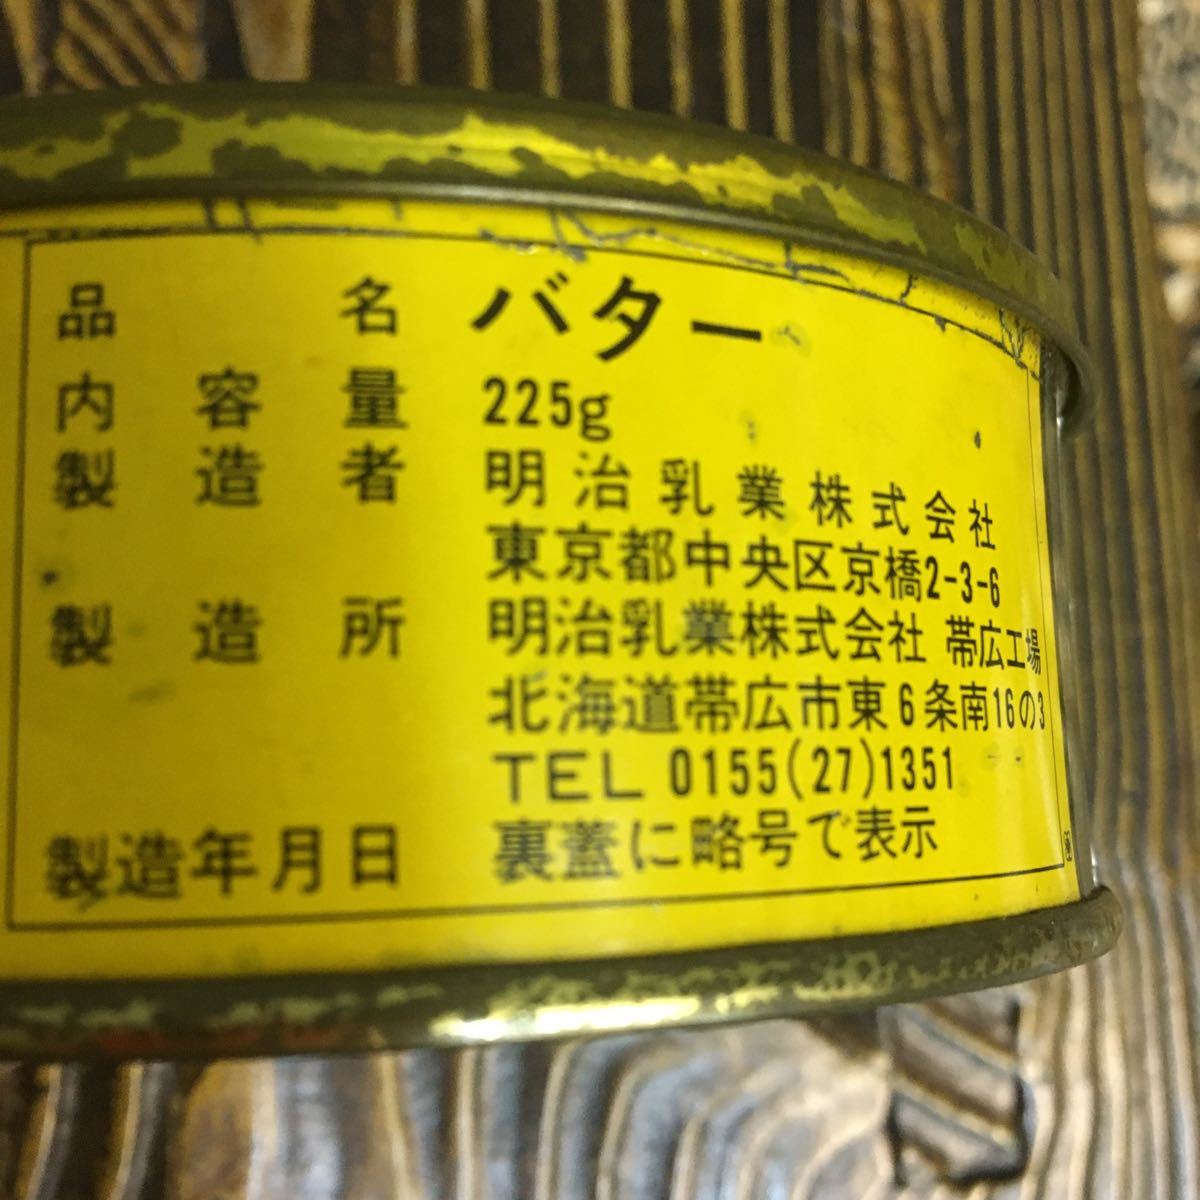 品名 バター
内容量 225g
製造者 明治乳業株式会社
東京都中央区京橋2-3-6
製造所 明治乳業株式会社 帯広工場
北海道帯広市東6条南16の3
TEL 0155(27)1351
製造年月日 裏蓋に略号で表示